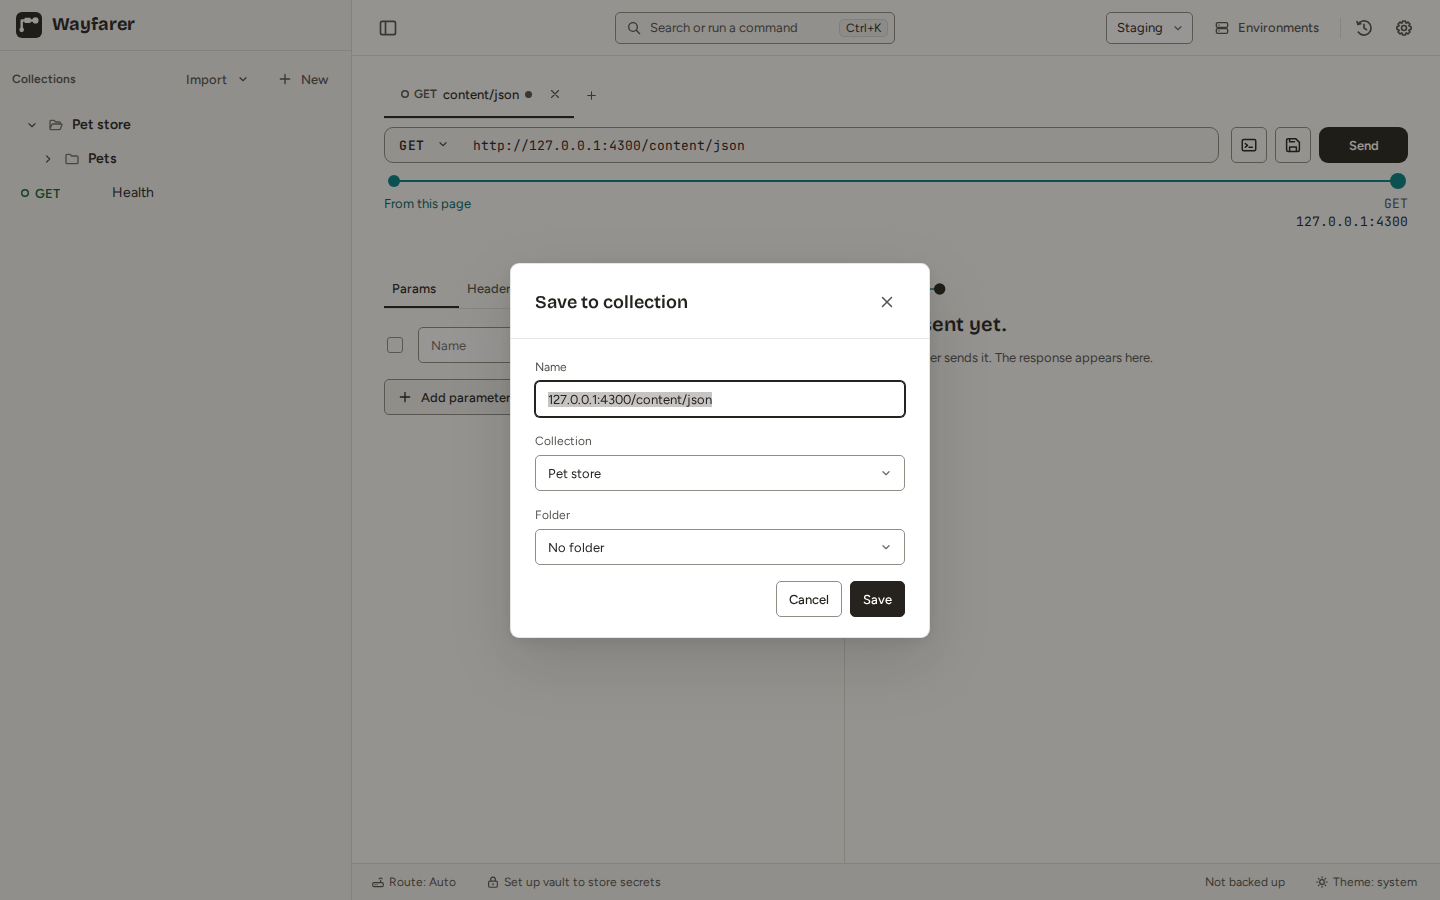 Wayfarer
Search or run a command
Ctrl+K
Staging
Environments
Collections
Import
New
GET content/json
Pet store
Pets
GET Health
GET http://127.0.0.1:4300/content/json
Send
From this page
GET
127.0.0.1:4300
Params
Header
Name
Add parameter
sent yet.
er sends it. The response appears here.
Save to collection
Name
127.0.0.1:4300/content/json
Collection
Pet store
Folder
No folder
Cancel
Save
Route: Auto
Set up vault to store secrets
Not backed up
Theme: system